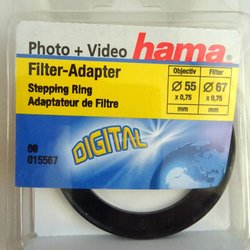 Photo + Video hama
Filter-Adapter
Stepping Ring
Adaptateur de Filtre
Objectiv Filter
Ø 55 Ø 67
x 0,75 x 0,75
mm mm
00
015567
DIGITAL